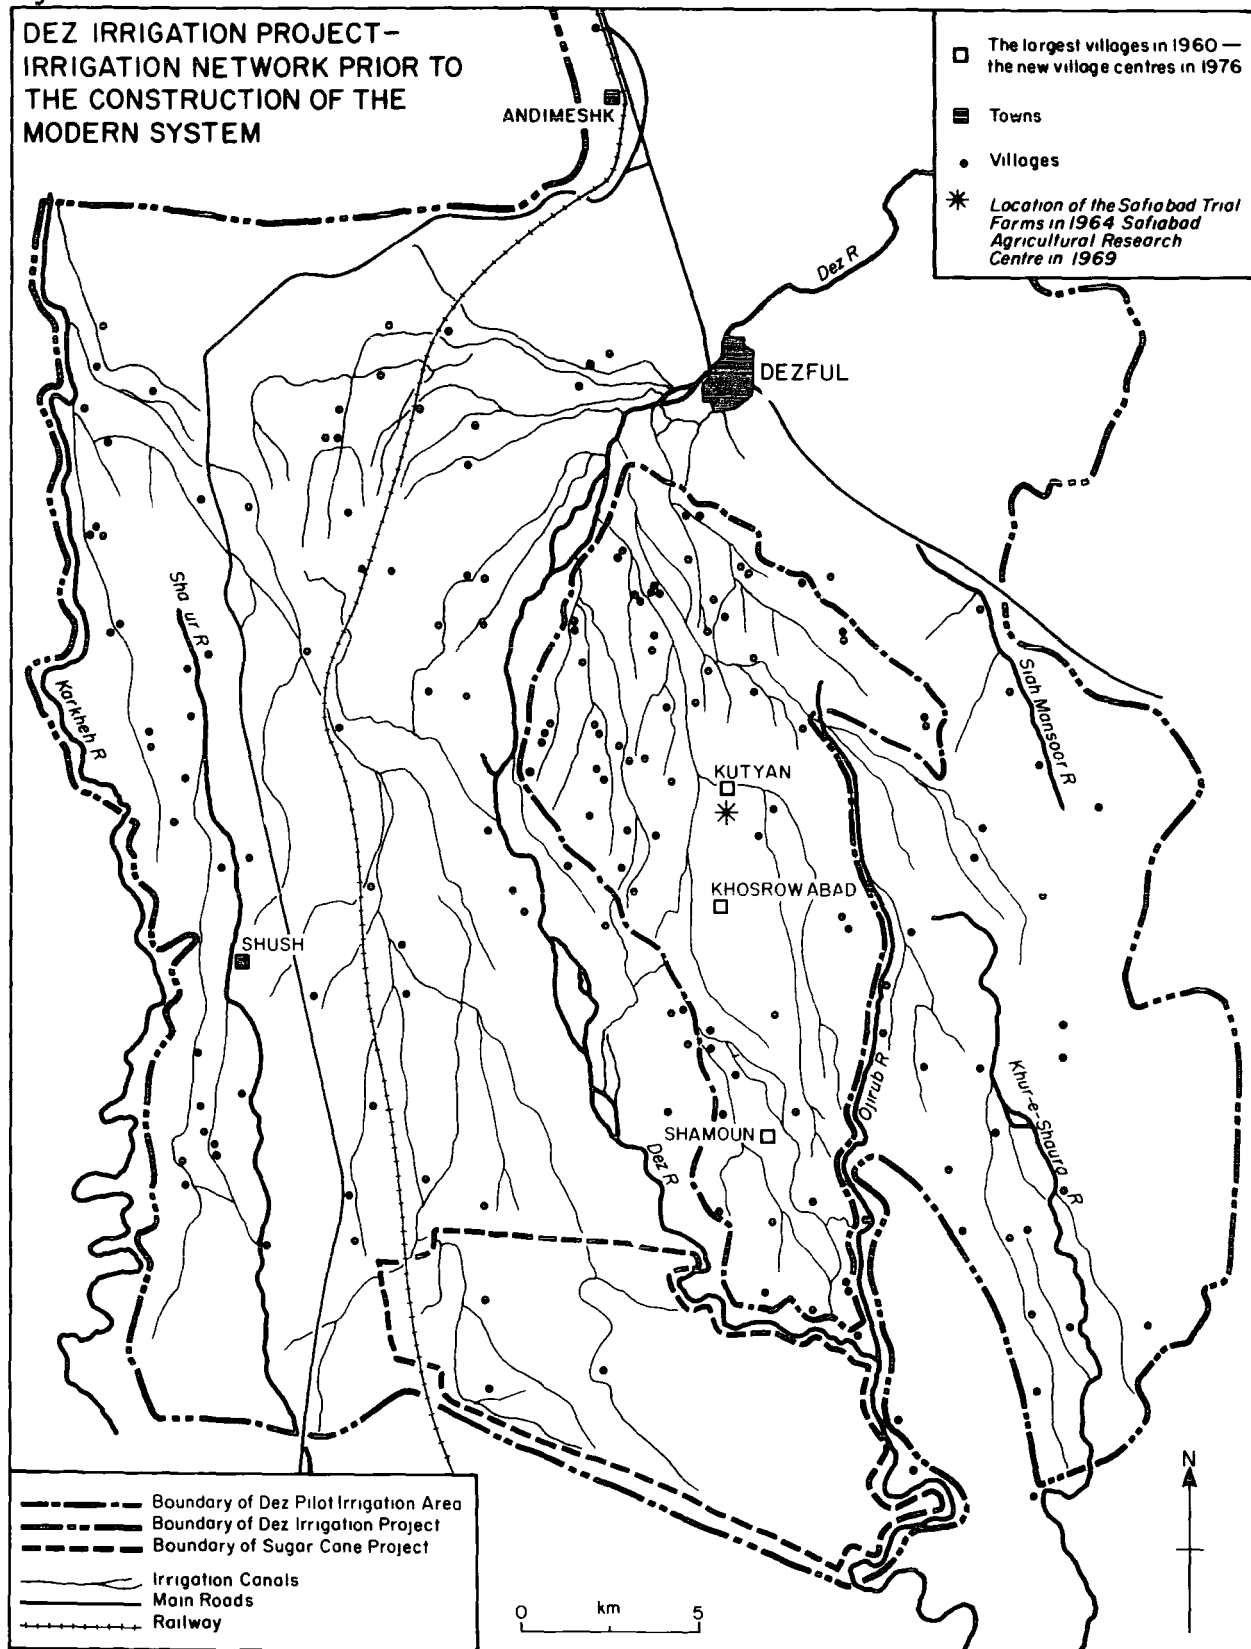 DEZ IRRIGATION PROJECT–
IRRIGATION NETWORK PRIOR TO
THE CONSTRUCTION OF THE
MODERN SYSTEM
The largest villages in 1960 —
the new village centres in 1976
Towns
Villages
Location of the Safiabad Trial
Farms in 1964 Safiabad
Agricultural Research
Centre in 1969
ANDIMESHK
Dez R
DEZFUL
Sha ur R
Karkheh R
Siah Mansoor R
KUTYAN
KHOSROWABAD
SHUSH
Ojirub R
Khur-e-Shaura R
SHAMOUN
Dez R
N
Boundary of Dez Pilot Irrigation Area
Boundary of Dez Irrigation Project
Boundary of Sugar Cane Project
Irrigation Canals
Main Roads
Railway
0 km 5